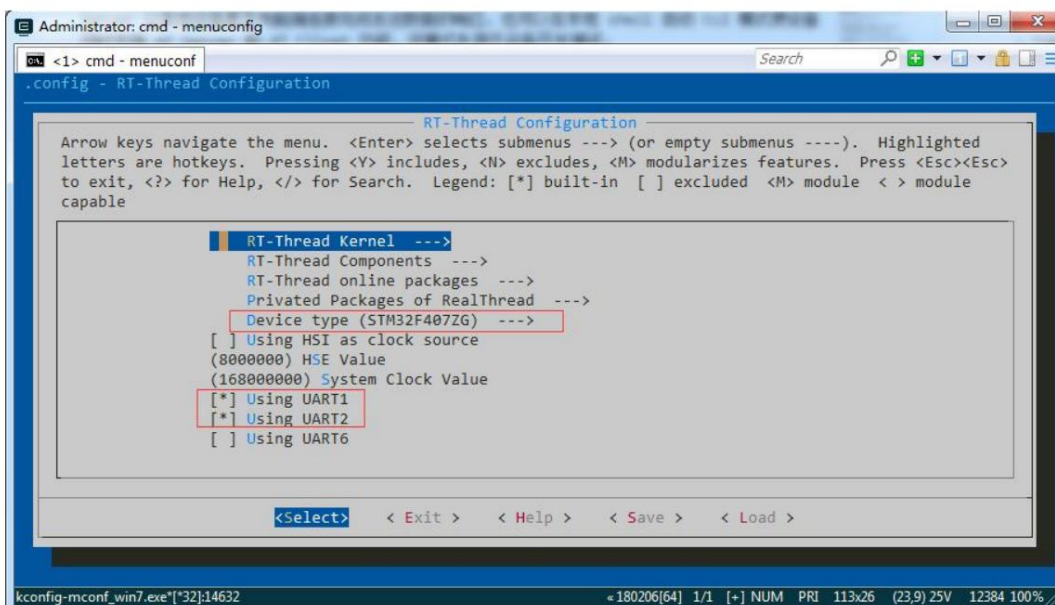 Administrator: cmd - menuconfig
<1> cmd - menuconf
Search
.config - RT-Thread Configuration
RT-Thread Configuration
Arrow keys navigate the menu. <Enter> selects submenus ---> (or empty submenus ----). Highlighted
letters are hotkeys. Pressing <Y> includes, <N> excludes, <M> modularizes features. Press <Esc><Esc>
to exit, <?> for Help, </> for Search. Legend: [*] built-in [ ] excluded <M> module < > module
capable
RT-Thread Kernel --->
RT-Thread Components --->
RT-Thread online packages --->
Privated Packages of RealThread --->
Device type (STM32F407ZG) --->
[ ] Using HSI as clock source
(8000000) HSE Value
(168000000) System Clock Value
[*] Using UART1
[*] Using UART2
[ ] Using UART6
<Select> < Exit > < Help > < Save > < Load >
kconfig-mconf_win7.exe*[*32]:14632 «180206[64] 1/1 [+] NUM PRI 113x26 (23,9) 25V 12384 100%